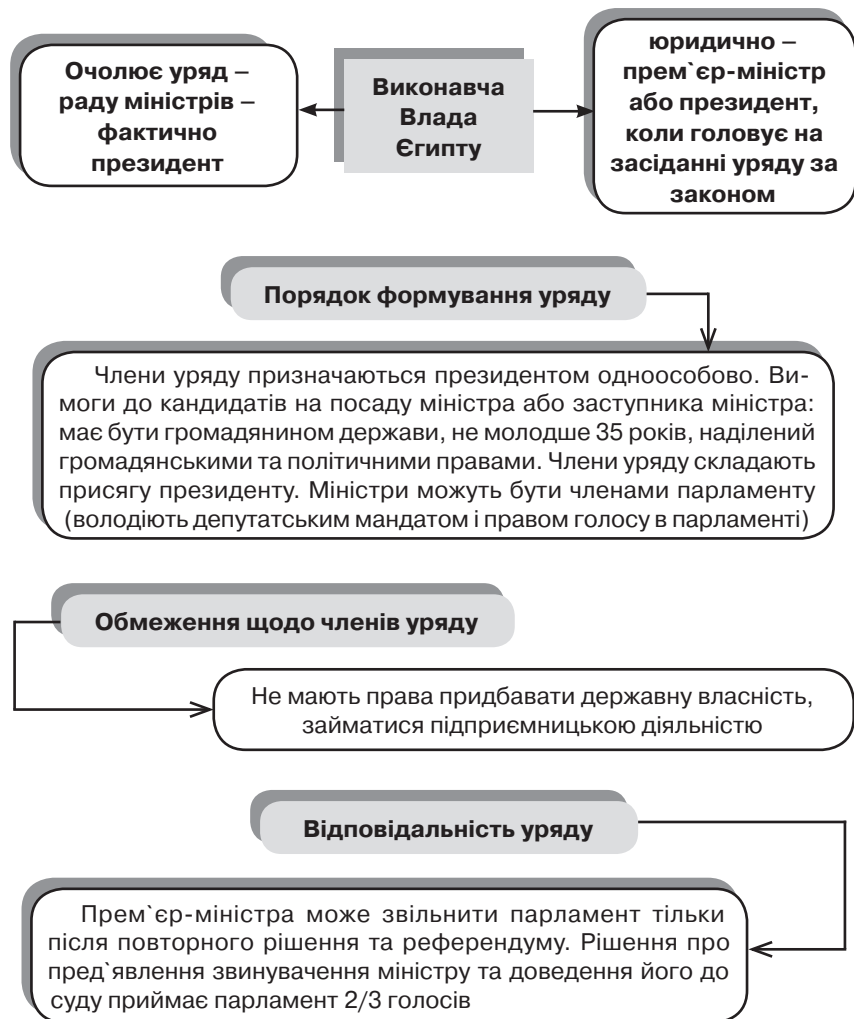 Очолює уряд –
раду міністрів –
фактично
президент
Виконавча
Влада
Єгипту
юридично –
прем`єр-міністр
або президент,
коли головує на
засіданні уряду за
законом
Порядок формування уряду
Члени уряду призначаються президентом одноособово. Ви-
моги до кандидатів на посаду міністра або заступника міністра:
має бути громадянином держави, не молодше 35 років, наділений
громадянськими та політичними правами. Члени уряду складають
присягу президенту. Міністри можуть бути членами парламенту
(володіють депутатським мандатом і правом голосу в парламенті)
Обмеження щодо членів уряду
Не мають права придбавати державну власність,
займатися підприємницькою діяльністю
Відповідальність уряду
Прем`єр-міністра може звільнити парламент тільки
після повторного рішення та референдуму. Рішення про
пред`явлення звинувачення міністру та доведення його до
суду приймає парламент 2/3 голосів